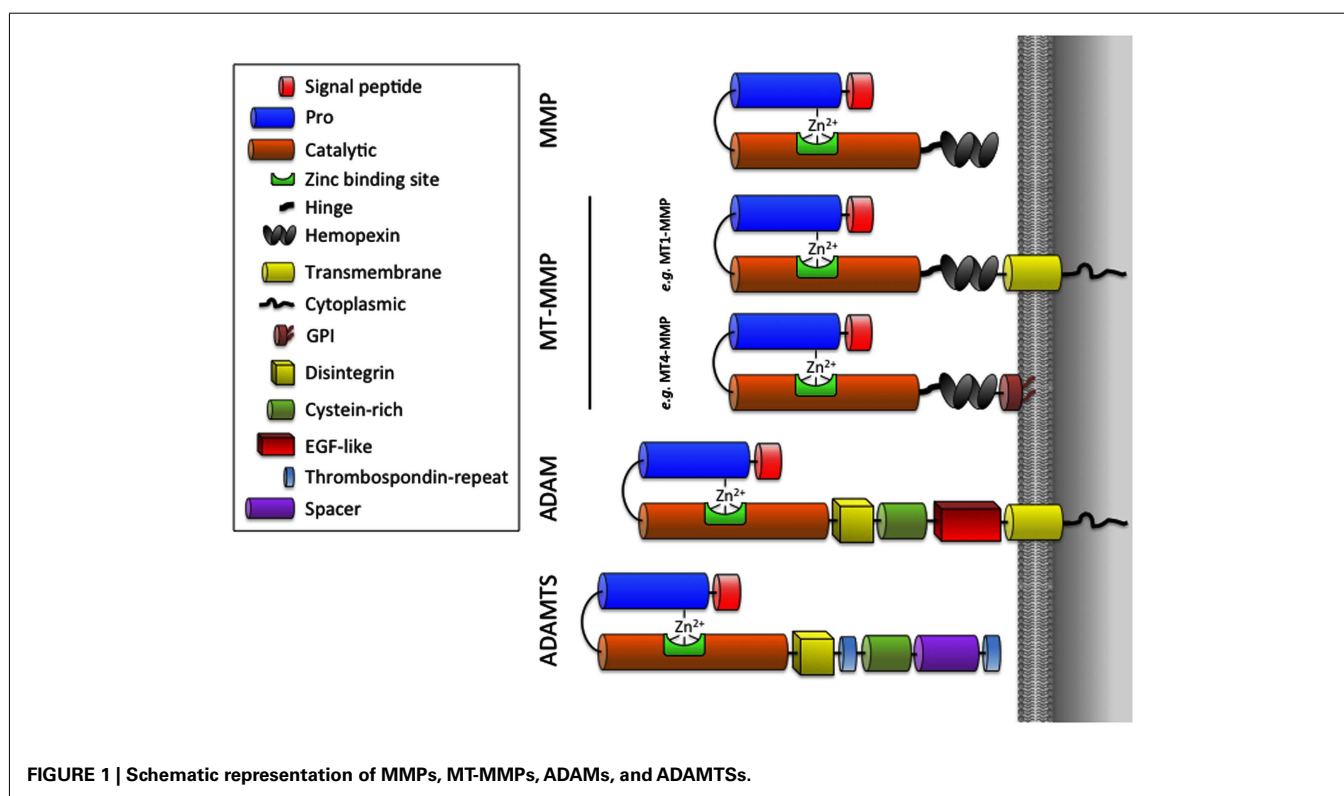 Signal peptide
Pro
Catalytic
Zinc binding site
Hinge
Hemopexin
Transmembrane
Cytoplasmic
GPI
Disintegrin
Cystein-rich
EGF-like
Thrombospondin-repeat
Spacer
MMP
Zn2+
MT-MMP
e.g. MT1-MMP
Zn2+
e.g. MT4-MMP
Zn2+
ADAM
Zn2+
ADAMTS
Zn2+
FIGURE 1 | Schematic representation of MMPs, MT-MMPs, ADAMs, and ADAMTSs.